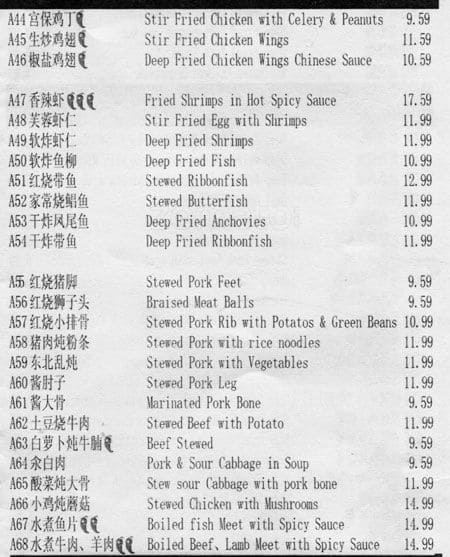 A44 宫保鸡丁 Stir Fried Chicken with Celery & Peanuts 9.59
A45 生炒鸡翅 Stir Fried Chicken Wings 11.59
A46 椒盐鸡翅 Deep Fried Chicken Wings Chinese Sauce 10.59
A47 香辣虾 Fried Shrimps in Hot Spicy Sauce 17.59
A48 芙蓉虾仁 Stir Fried Egg with Shrimps 11.99
A49 软炸虾仁 Deep Fried Shrimps 11.99
A50 软炸鱼柳 Deep Fried Fish 10.99
A51 红烧带鱼 Stewed Ribbonfish 12.99
A52 家常烧鲳鱼 Stewed Butterfish 11.99
A53 干炸凤尾鱼 Deep Fried Anchovies 10.99
A54 干炸带鱼 Deep Fried Ribbonfish 11.99
A55 红烧猪脚 Stewed Pork Feet 9.59
A56 红烧狮子头 Braised Meat Balls 9.59
A57 红烧小排骨 Stewed Pork Rib with Potatos & Green Beans 10.99
A58 猪肉炖粉条 Stewed Pork with rice noodles 11.99
A59 东北乱炖 Stewed Pork with Vegetables 11.99
A60 酱肘子 Stewed Pork Leg 11.99
A61 酱大骨 Marinated Pork Bone 9.59
A62 土豆烧牛肉 Stewed Beef with Potato 11.99
A63 白萝卜炖牛腩 Beef Stewed 9.59
A64 汆白肉 Pork & Sour Cabbage in Soup 9.59
A65 酸菜炖大骨 Stew sour Cabbage with pork bone 11.99
A66 小鸡炖蘑菇 Stewed Chicken with Mushrooms 14.99
A67 水煮鱼片 Boiled fish Meet with Spicy Sauce 14.99
A68 水煮牛肉、羊肉 Boiled Beef、Lamb Meet with Spicy Sauce 14.99